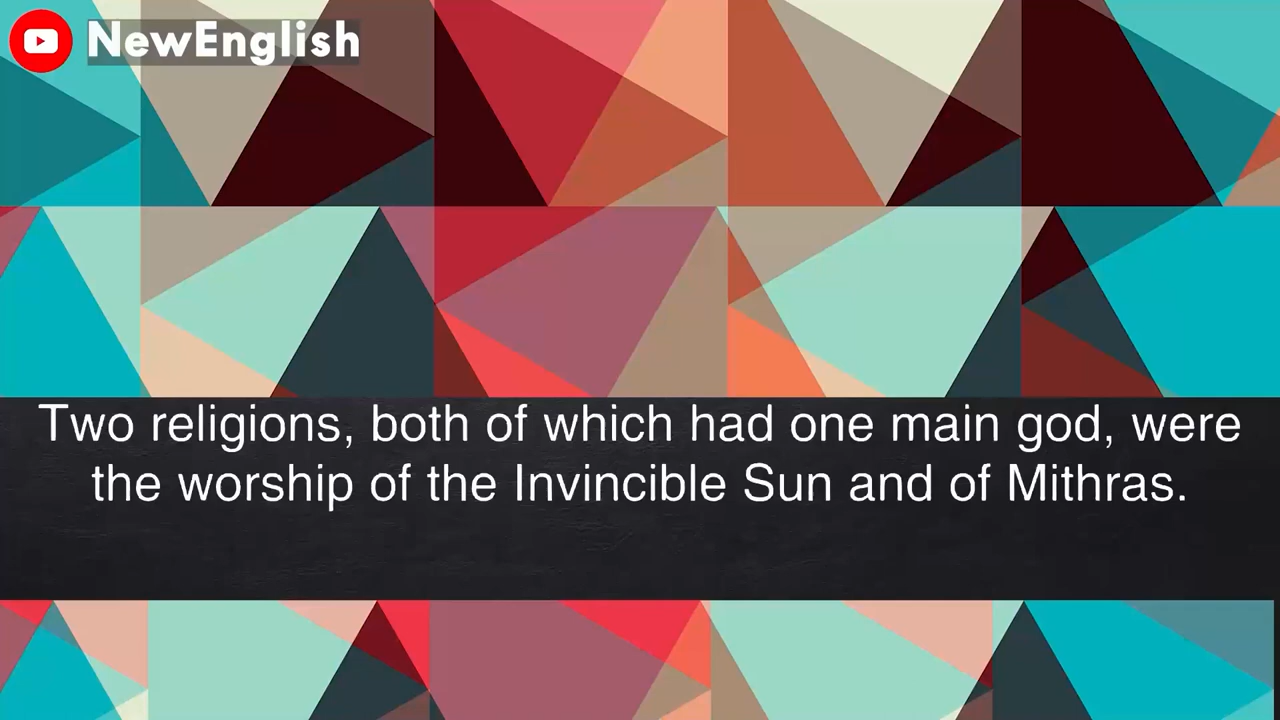 NewEnglish
Two religions, both of which had one main god, were
the worship of the Invincible Sun and of Mithras.